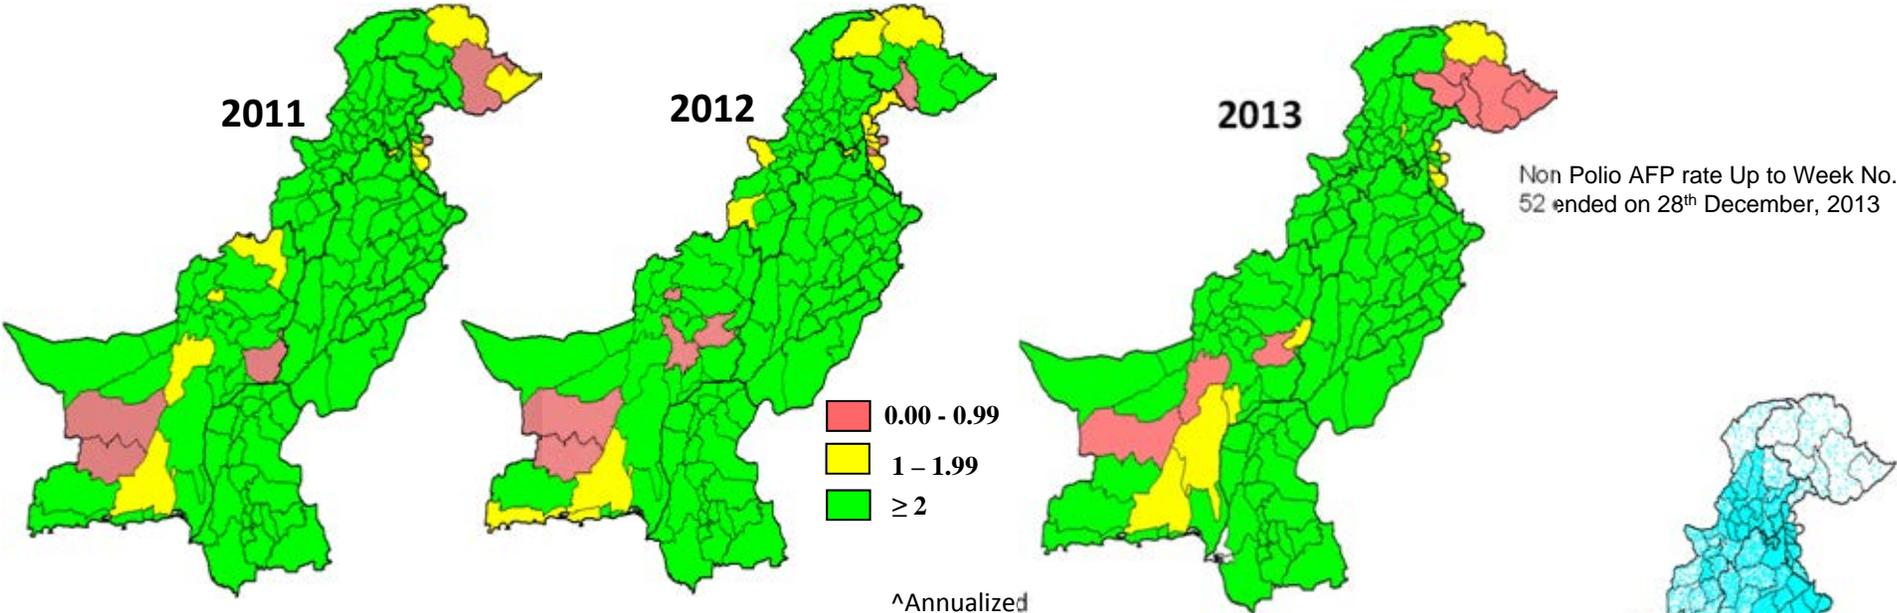 2011
2012
2013
Non Polio AFP rate Up to Week No.
52 ended on 28th December, 2013
0.00 - 0.99
1 – 1.99
≥ 2
^Annualized